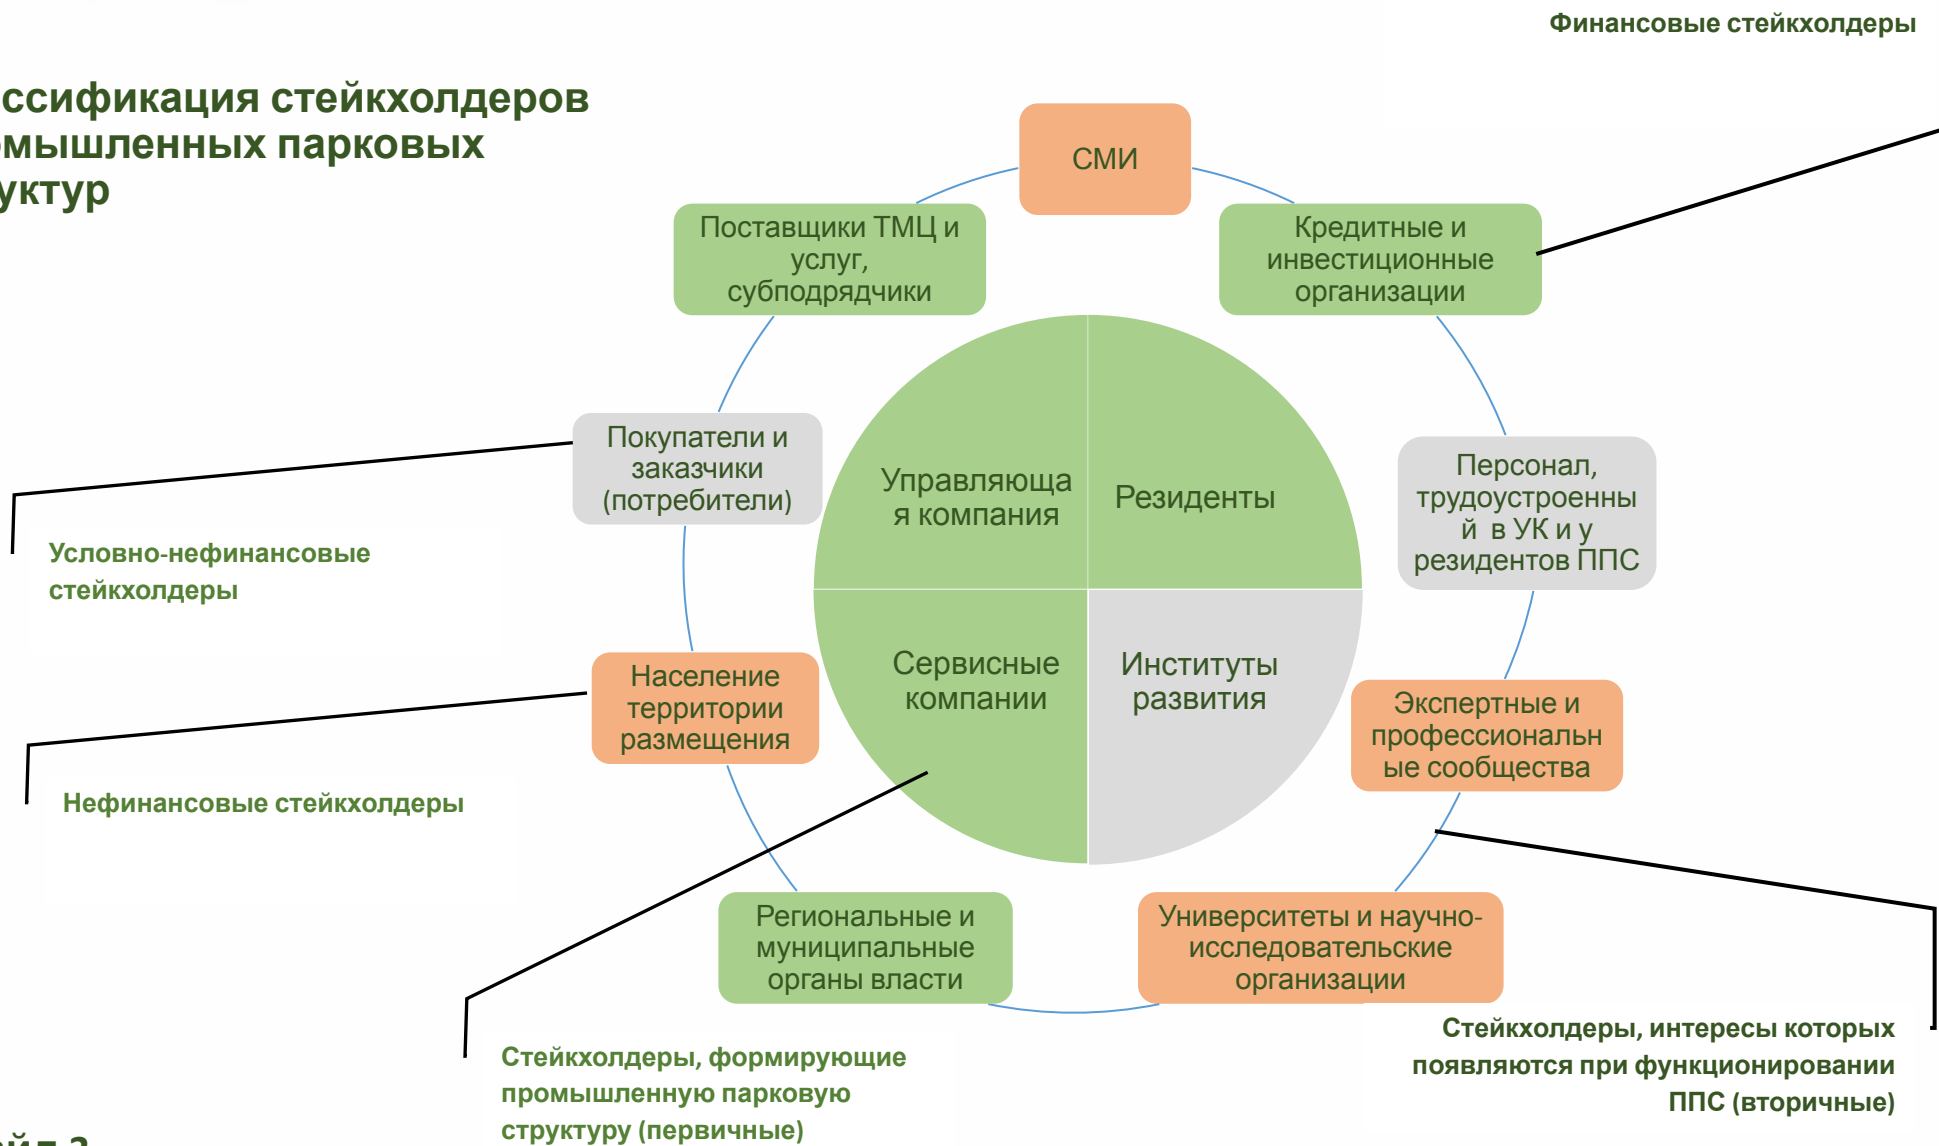 Финансовые стейкхолдеры
ссификация стейкхолдеров
мышленных парковых
уктур
СМИ
Поставщики ТМЦ и
услуг,
субподрядчики
Кредитные и
инвестиционные
организации
Покупатели и
заказчики
(потребители)
Управляюща
я компания
Резиденты
Персонал,
трудоустроенны
й в УК и у
резидентов ППС
Условно-нефинансовые
стейкхолдеры
Население
территории
размещения
Сервисные
компании
Институты
развития
Экспертные и
профессиональн
ые сообщества
Нефинансовые стейкхолдеры
Региональные и
муниципальные
органы власти
Университеты и научно-
исследовательские
организации
Стейкхолдеры, формирующие
промышленную парковую
структуру (первичные)
Стейкхолдеры, интересы которых
появляются при функционировании
ППС (вторичные)